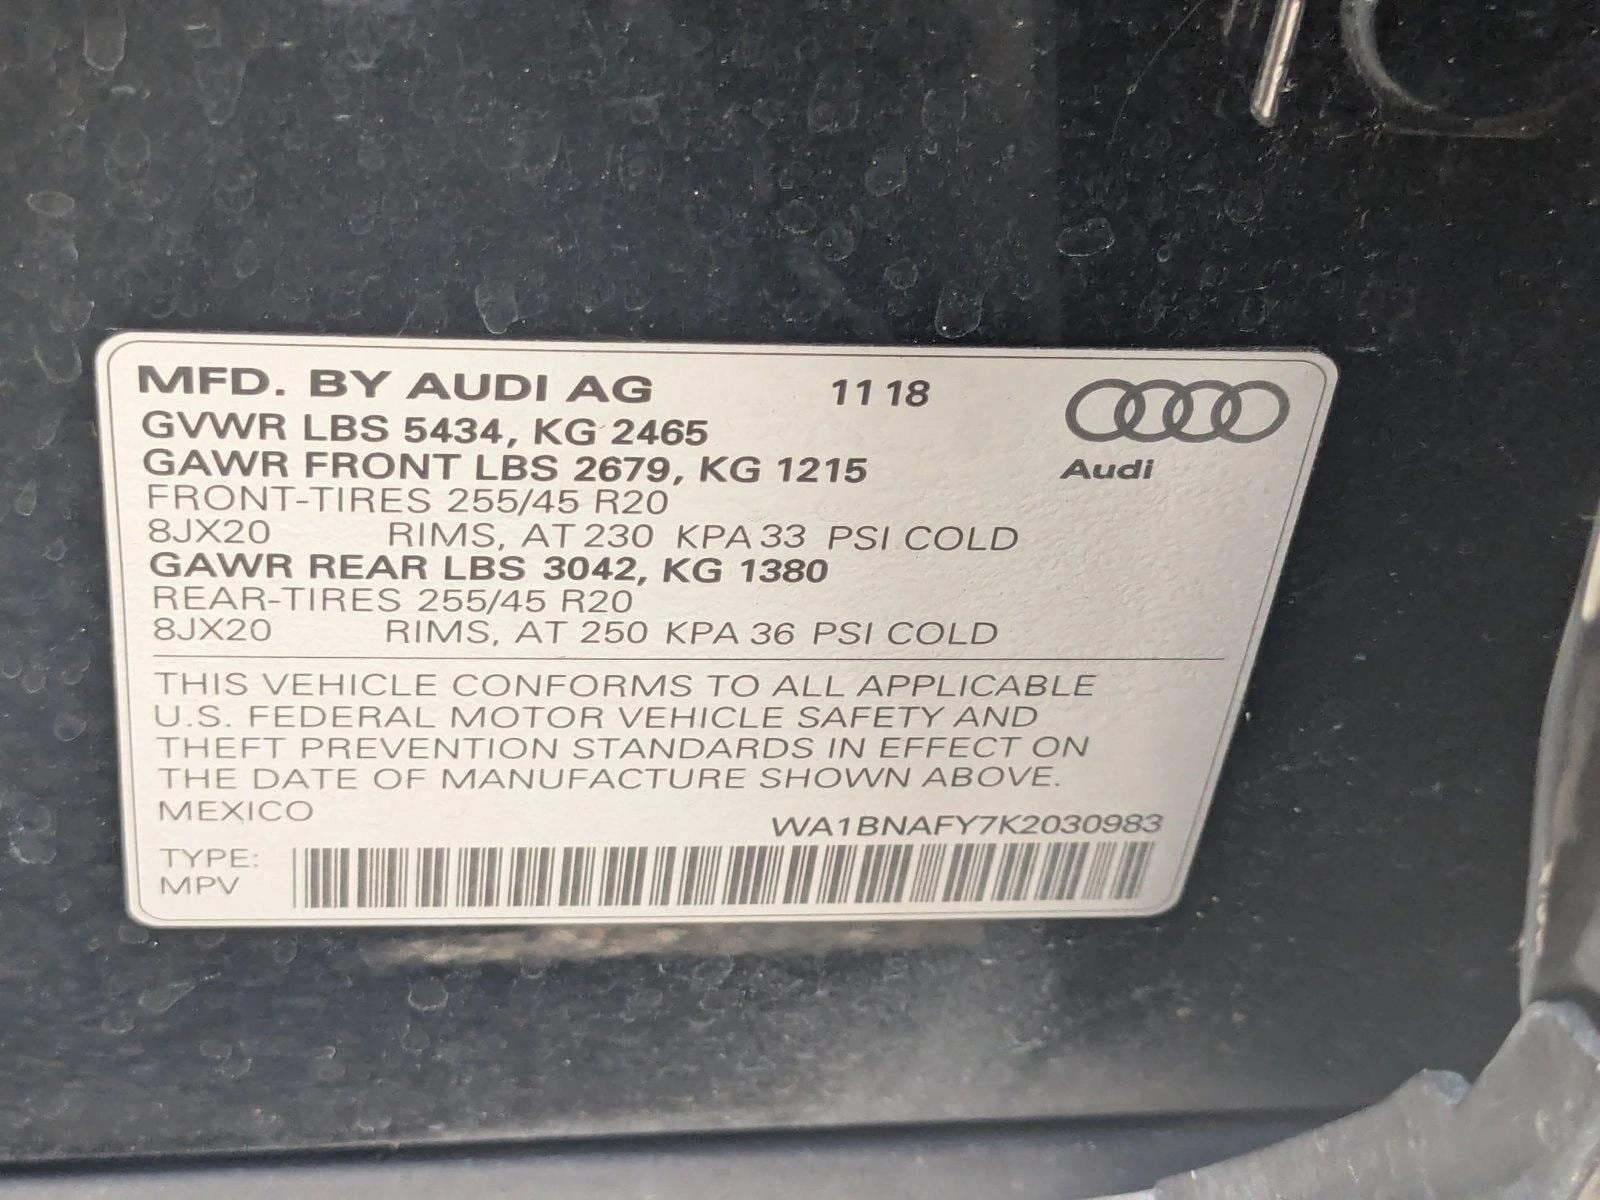 MFD. BY AUDI AG 11 18
GVWR LBS 5434, KG 2465
GAWR FRONT LBS 2679, KG 1215
Audi
FRONT-TIRES 255/45 R20
8JX20 RIMS, AT 230 KPA 33 PSI COLD
GAWR REAR LBS 3042, KG 1380
REAR-TIRES 255/45 R20
8JX20 RIMS, AT 250 KPA 36 PSI COLD
THIS VEHICLE CONFORMS TO ALL APPLICABLE
U.S. FEDERAL MOTOR VEHICLE SAFETY AND
THEFT PREVENTION STANDARDS IN EFFECT ON
THE DATE OF MANUFACTURE SHOWN ABOVE.
MEXICO
WA1BNAFY7K2030983
TYPE:
MPV